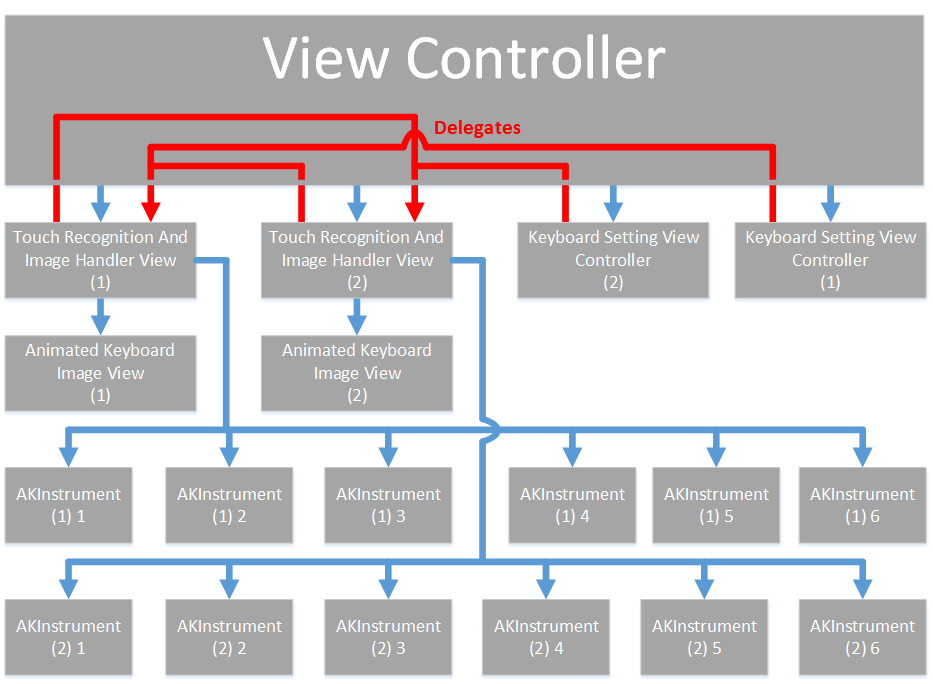 View Controller
Delegates
Touch Recognition And
Image Handler View
(1)
Touch Recognition And
Image Handler View
(2)
Keyboard Setting View
Controller
(2)
Keyboard Setting View
Controller
(1)
Animated Keyboard
Image View
(1)
Animated Keyboard
Image View
(2)
AKInstrument
(1) 1
AKInstrument
(1) 2
AKInstrument
(1) 3
AKInstrument
(1) 4
AKInstrument
(1) 5
AKInstrument
(1) 6
AKInstrument
(2) 1
AKInstrument
(2) 2
AKInstrument
(2) 3
AKInstrument
(2) 4
AKInstrument
(2) 5
AKInstrument
(2) 6